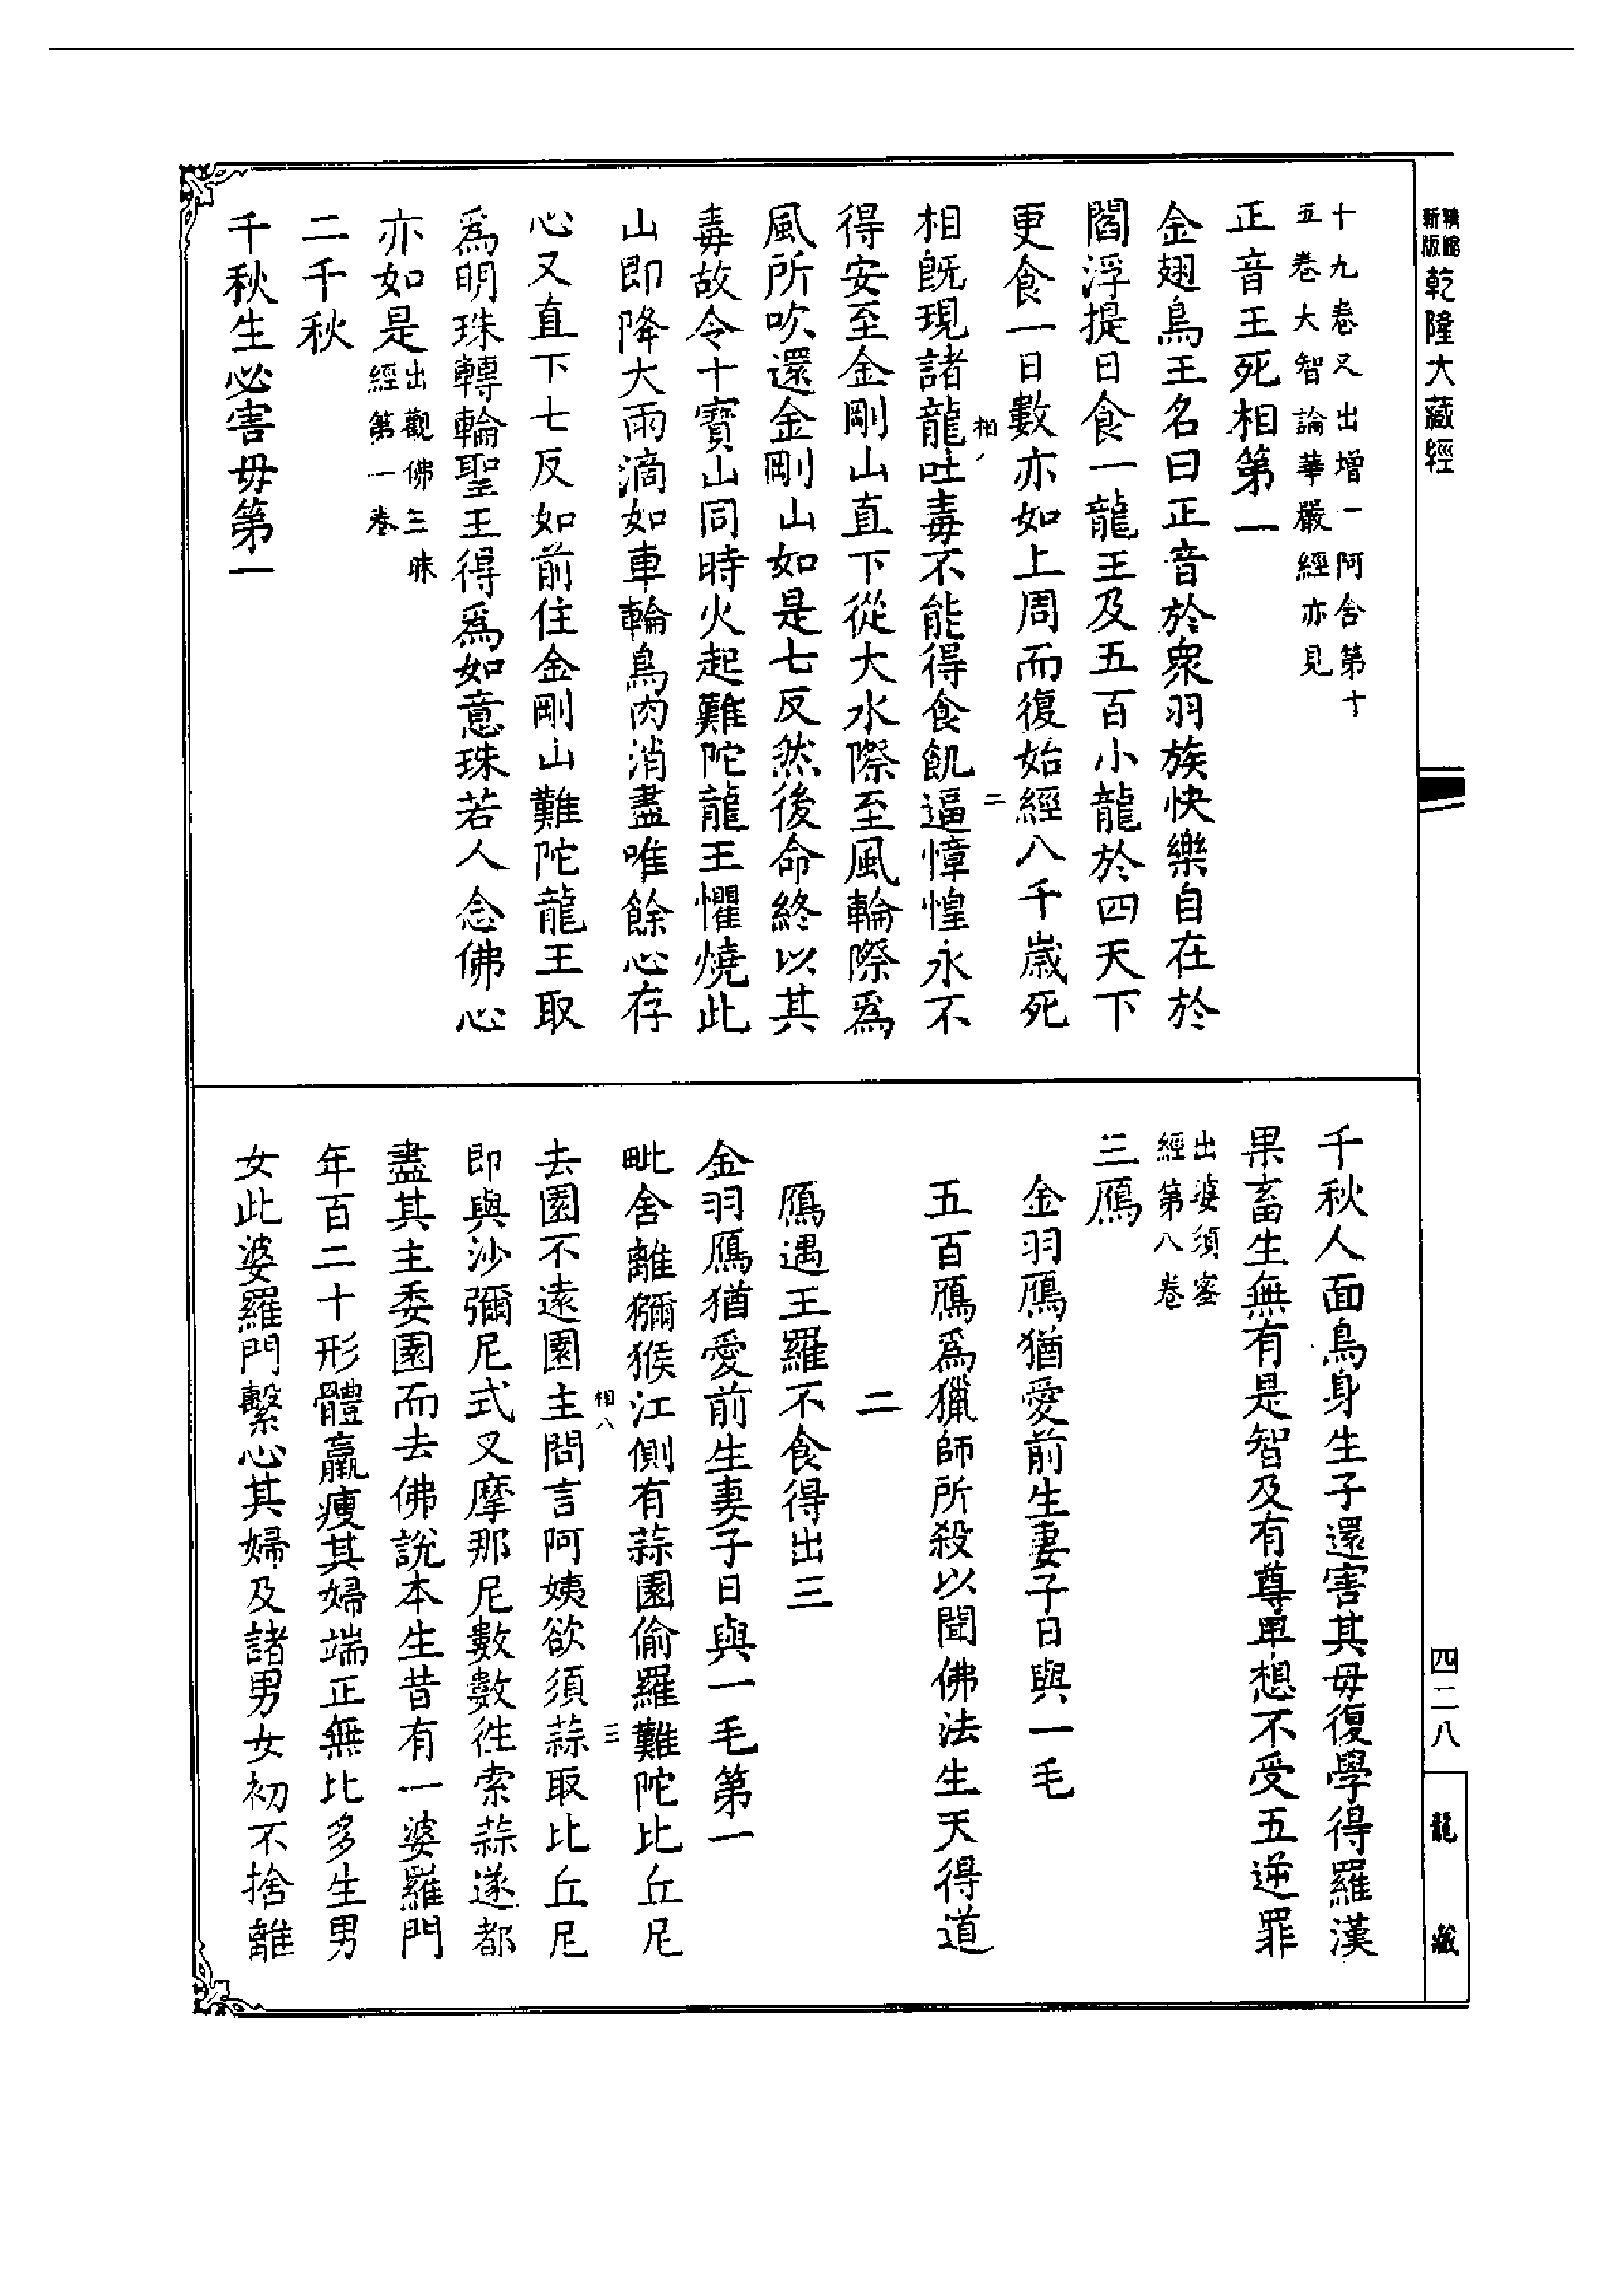 新版
乾隆大藏經
十九卷又出增一阿含第十
五卷大智論華嚴經亦見
正音王死相第一
金翅鳥王名曰正音於衆羽族快樂自在於
閻浮提日食一龍王及五百小龍於四天下
更食一日數亦如上周而復始經八千歲死
相
二
相旣現諸龍吐毒不能得食飢逼慞惶永不
得安至金剛山直下從大水際至風輪際爲
風所吹還金剛山如是七反然後命終以其
毒故令十寶山同時火起難陀龍王懼燒此
山即降大雨滴如車輪鳥肉消盡唯餘心存
心又直下七反如前住金剛山難陀龍王取
爲明珠轉輪聖王得爲如意珠若人念佛心
亦如是出觀佛三昧
經第一卷
二千秋
千秋生必害母第一
千秋人面鳥身生子還害其母復學得羅漢
果畜生無有是智及有尊卑想不受五逆罪
出婆須蜜
經第八卷
三鴈
金羽鴈猶愛前生妻子日與一毛
五百鴈爲獵師所殺以聞佛法生天得道
二
鴈遇王羅不食得出三
金羽鴈猶愛前生妻子日與一毛第一
毗舍離獼猴江側有蒜園偷羅難陀比丘尼
相八
三
去園不遠園主問言阿姨欲須蒜取比丘尼
即與沙彌尼式叉摩那尼數數徃索蒜遂都
盡其主委園而去佛說本生昔有一婆羅門
年百二十形體羸瘦其婦端正無比多生男
女此婆羅門繫心其婦及諸男女初不捨離
四二八
龍藏